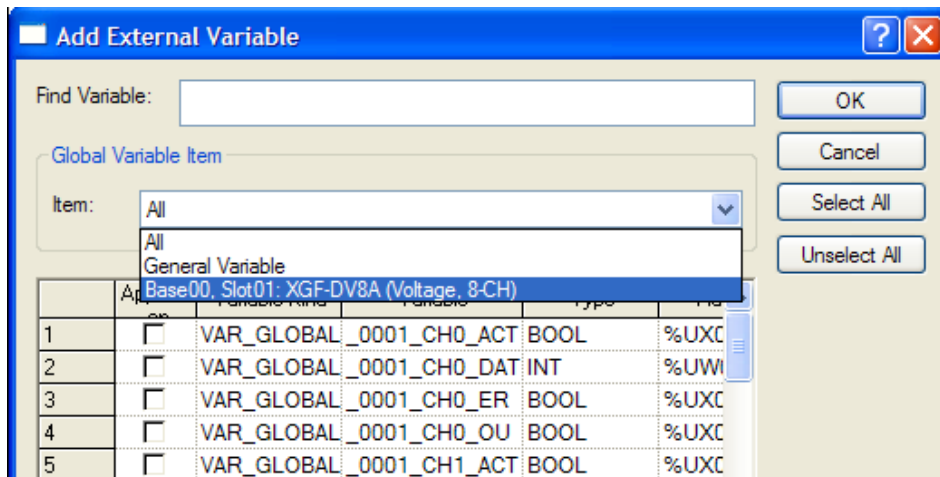 Add External Variable
Find Variable:
OK
Global Variable Item
Cancel
Item:
All
Select All
All
General Variable
Unselect All
Base00, Slot01: XGF-DV8A (Voltage, 8-CH)
1 VAR_GLOBAL _0001_CH0_ACT BOOL %UX0
2 VAR_GLOBAL _0001_CH0_DAT INT %UW
3 VAR_GLOBAL _0001_CH0_ER BOOL %UX0
4 VAR_GLOBAL _0001_CH0_OU BOOL %UX0
5 VAR_GLOBAL _0001_CH1_ACT BOOL %UX0